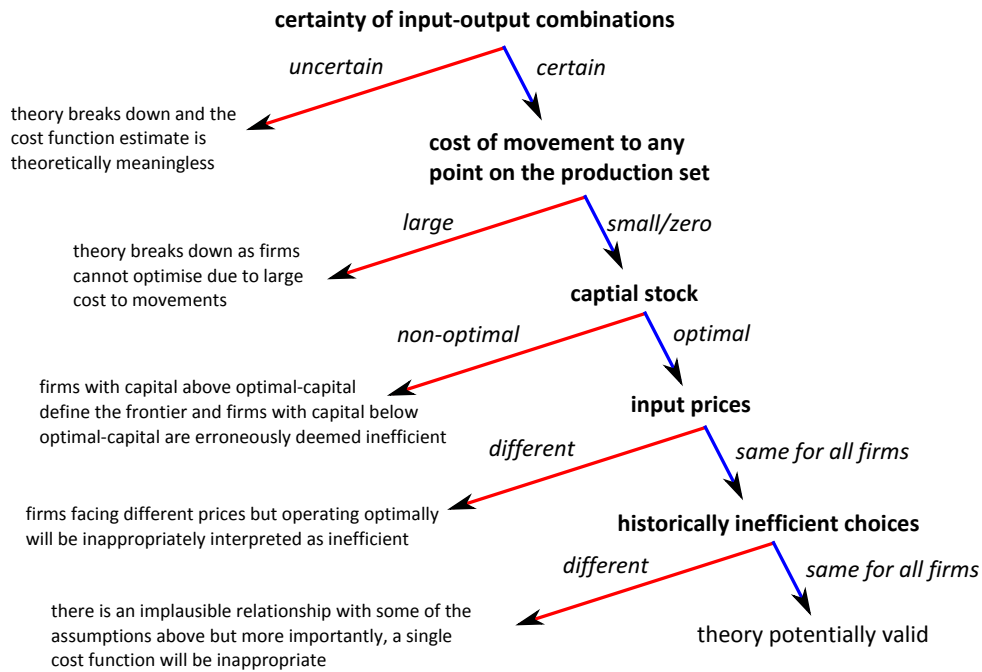 certainty of input-output combinations
uncertain
certain
theory breaks down and the
cost function estimate is
theoretically meaningless
cost of movement to any
point on the production set
large
small/zero
theory breaks down as firms
cannot optimise due to large
cost to movements
captial stock
non-optimal
optimal
firms with capital above optimal-capital
define the frontier and firms with capital below
optimal-capital are erroneously deemed inefficient
input prices
different
same for all firms
firms facing different prices but operating optimally
will be inappropriately interpreted as inefficient
historically inefficient choices
different
same for all firms
there is an implausible relationship with some of the
assumptions above but more importantly, a single
cost function will be inappropriate
theory potentially valid